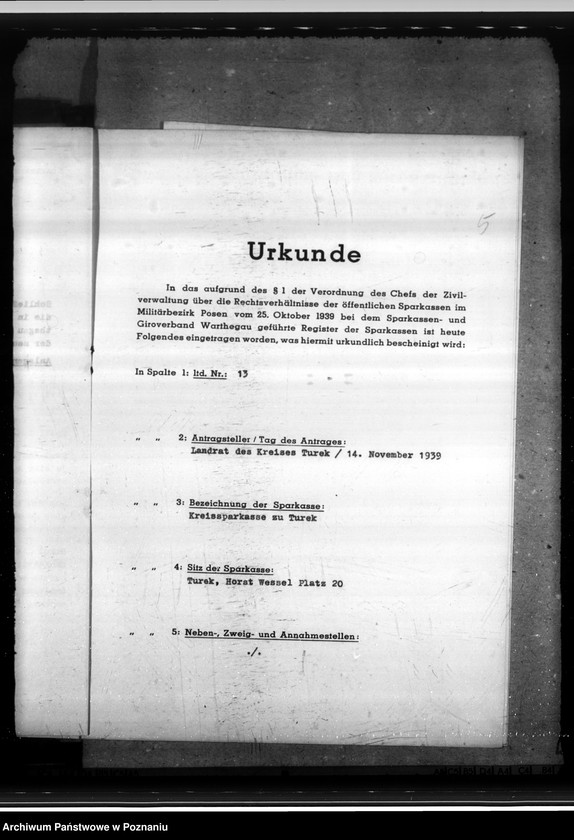 5
Urkunde
In das aufgrund des § 1 der Verordnung des Chefs der Zivil-
verwaltung über die Rechtsverhältnisse der öffentlichen Sparkassen im
Militärbezirk Posen vom 25. Oktober 1939 bei dem Sparkassen- und
Giroverband Warthegau geführte Register der Sparkassen ist heute
Folgendes eingetragen worden, was hiermit urkundlich bescheinigt wird:
In Spalte 1: lfd. Nr.: 13
„ „ 2: Antragsteller / Tag des Antrages:
Landrat des Kreises Turek / 14. November 1939
„ „ 3: Bezeichnung der Sparkasse:
Kreissparkasse zu Turek
„ „ 4: Sitz der Sparkasse:
Turek, Horst Wessel Platz 20
„ „ 5: Neben-, Zweig- und Annahmestellen:
./.
Archiwum Państwowe w Poznaniu